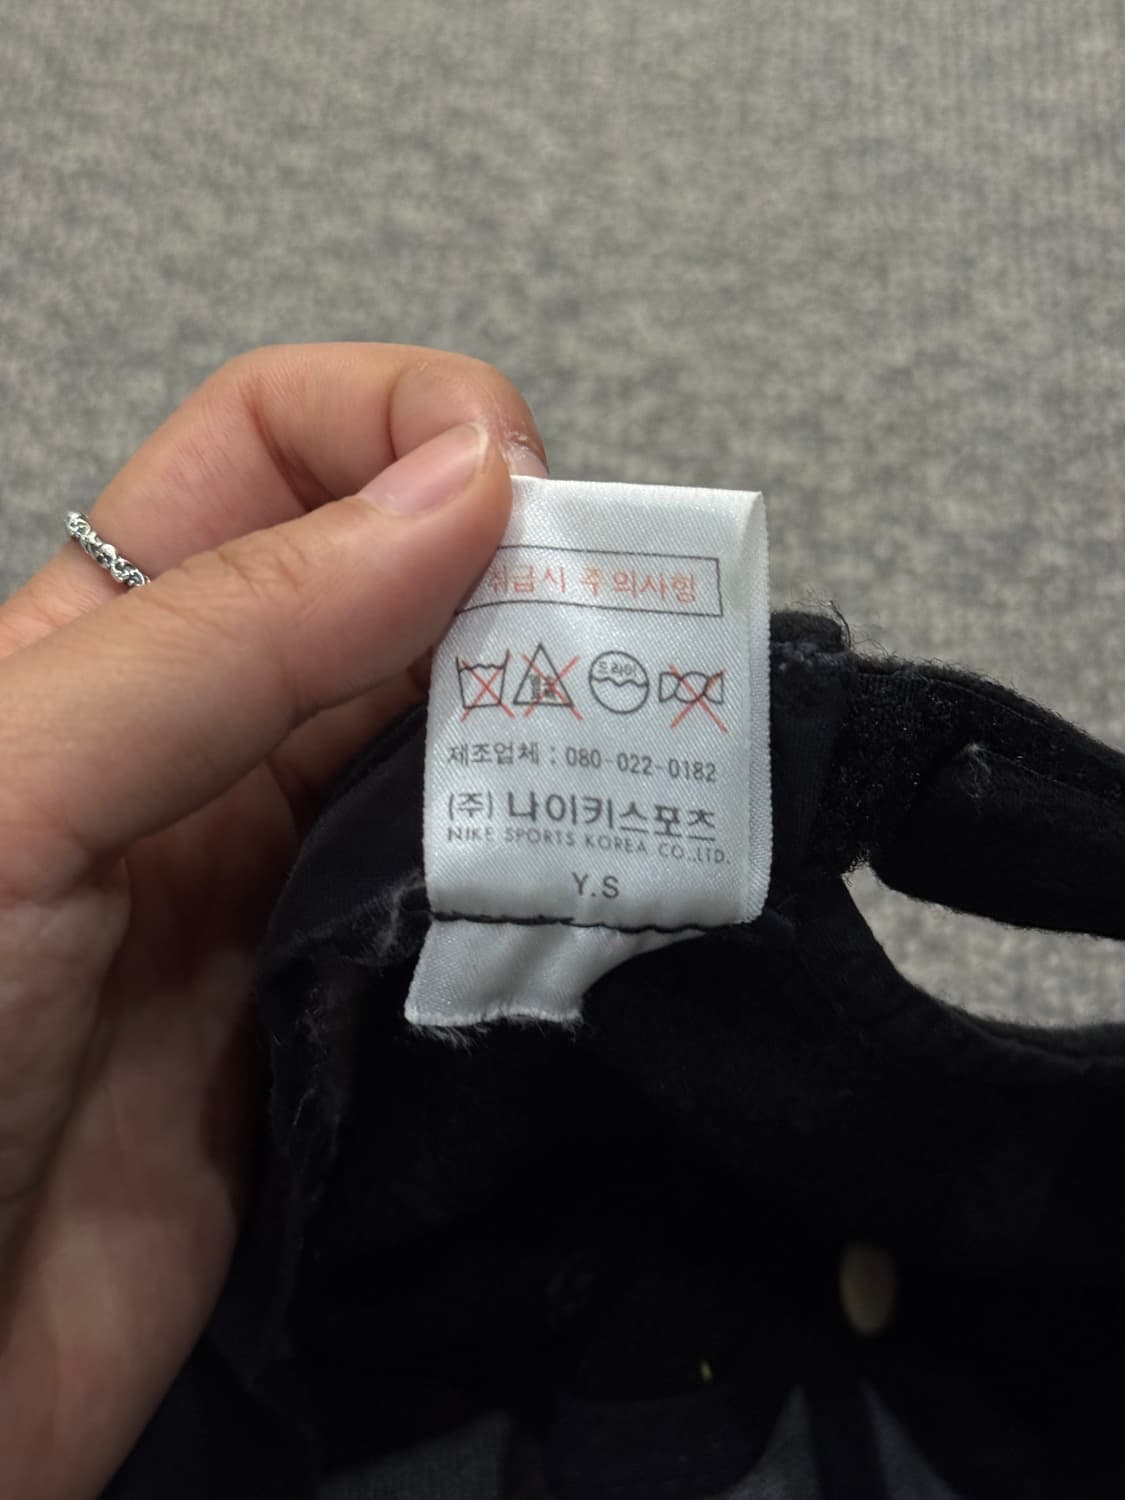 취급시 주의사항
드라이
제조업체 : 080-022-0182
(주) 나이키스포츠
NIKE SPORTS KOREA CO.,LTD.
Y.S